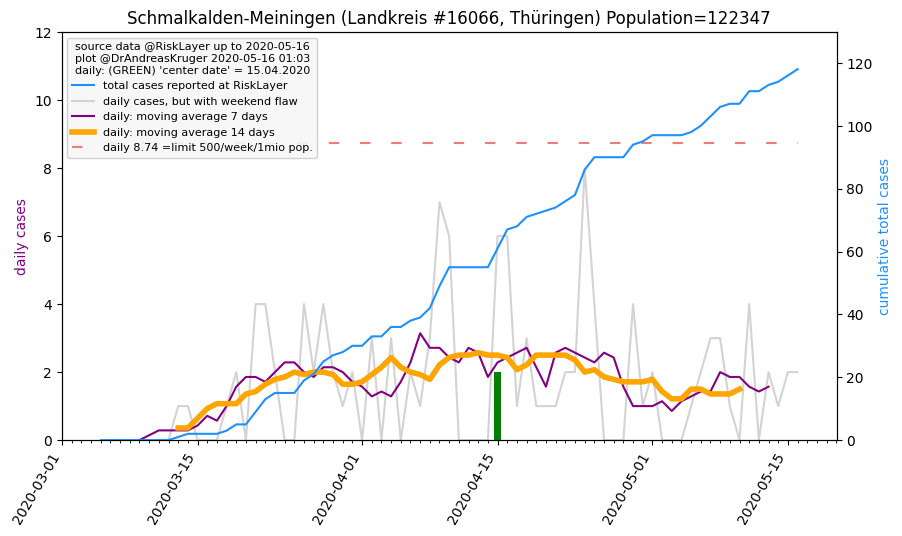 Schmalkalden-Meiningen (Landkreis #16066, Thüringen) Population=122347
source data @RiskLayer up to 2020-05-16
plot @DrAndreasKruger 2020-05-16 01:03
daily: (GREEN) 'center date' = 15.04.2020
total cases reported at RiskLayer
daily cases, but with weekend flaw
daily: moving average 7 days
daily: moving average 14 days
daily 8.74 =limit 500/week/1mio pop.
daily cases
12
10
8
6
4
2
0
120
100
80
60
40
20
0
cumulative total cases
2020-03-01
2020-03-15
2020-04-01
2020-04-15
2020-05-01
2020-05-15